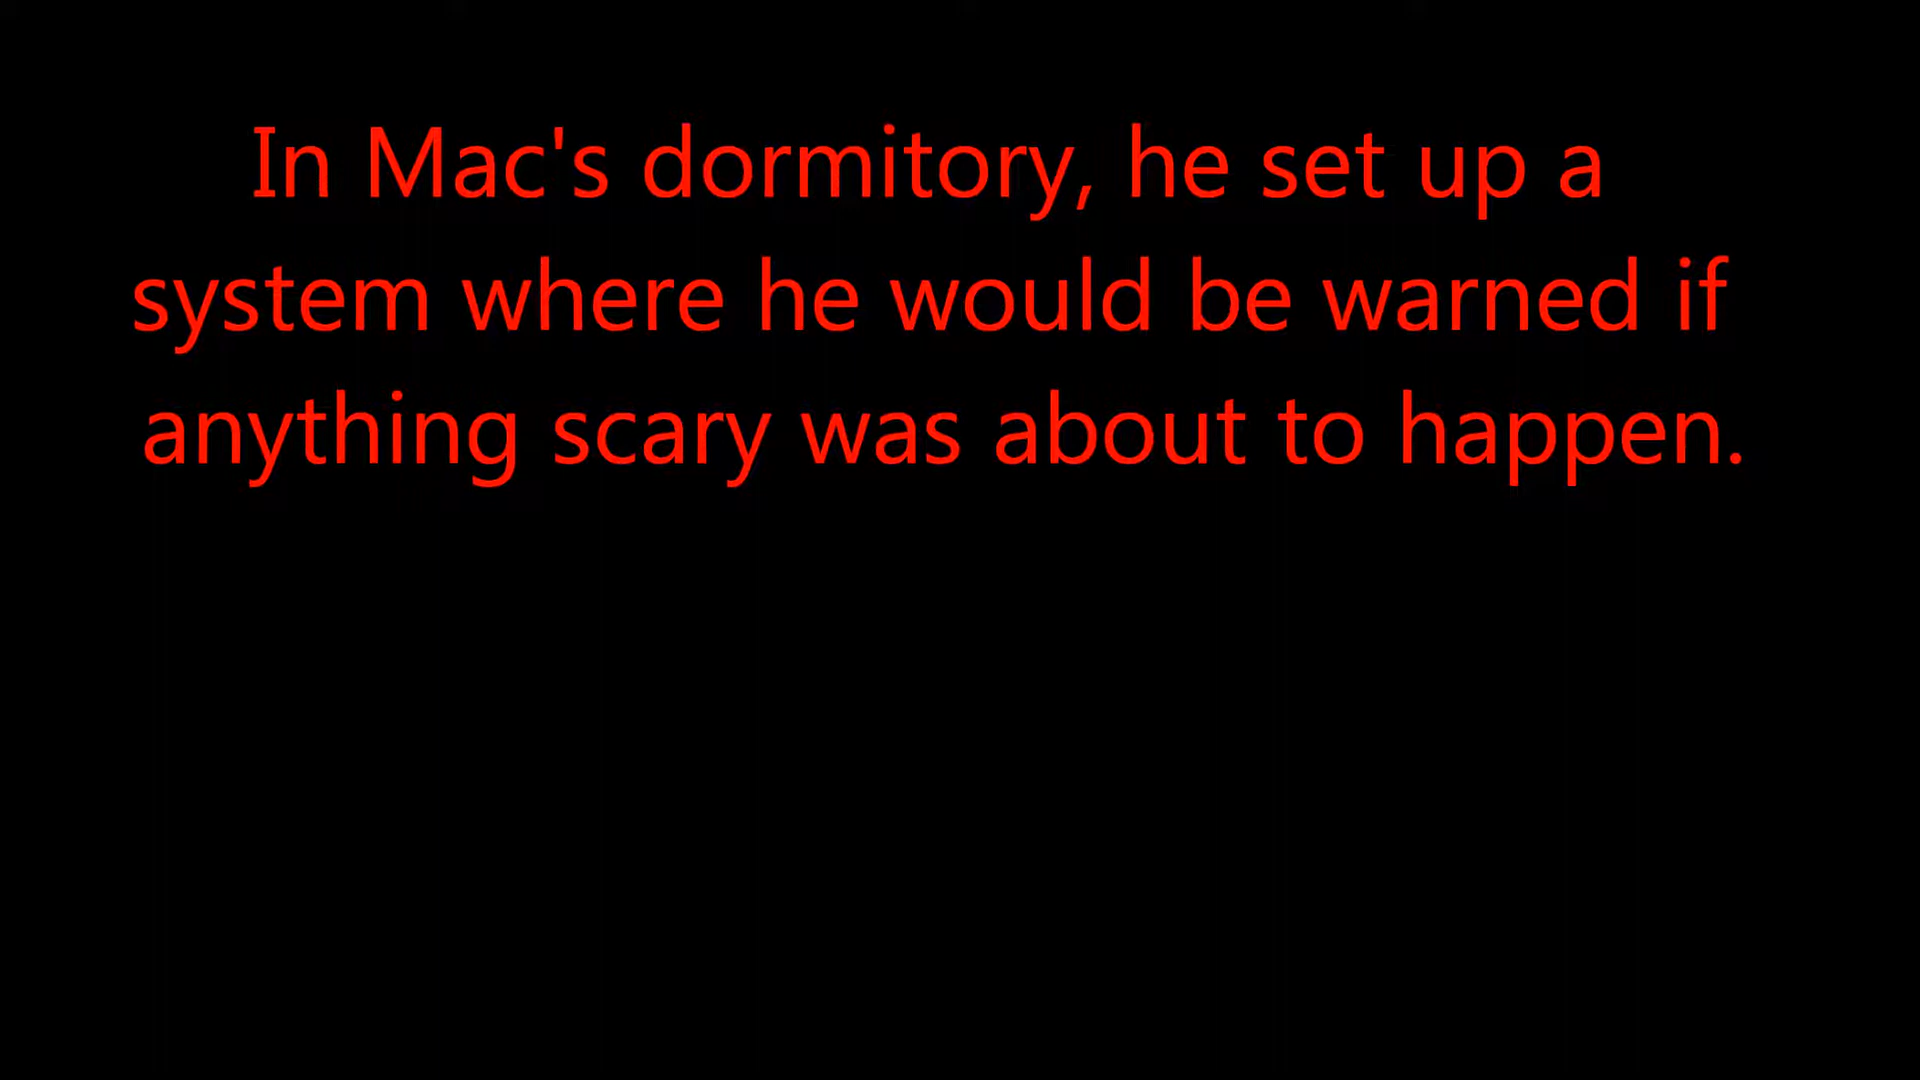 In Mac's dormitory, he set up a
system where he would be warned if
anything scary was about to happen.